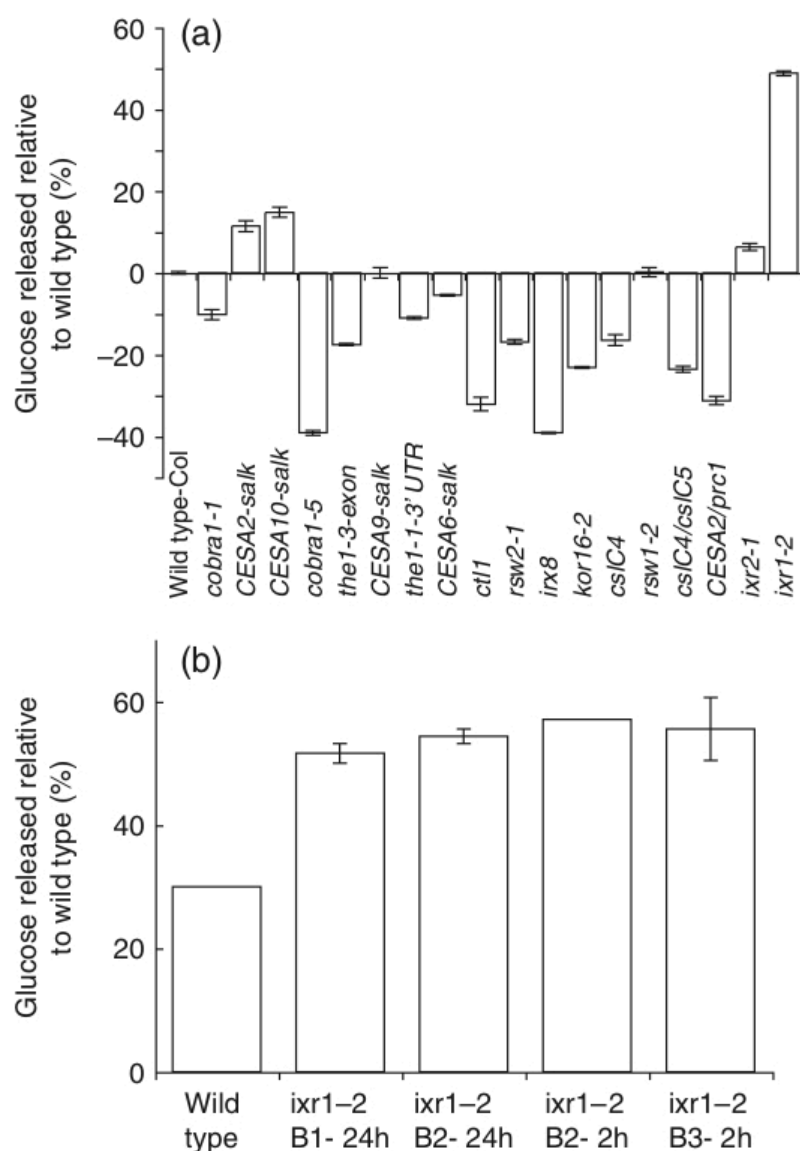 (a)
Glucose released relative
to wild type (%)
60
40
20
0
–20
–40
Wild type-Col
cobra1-1
CESA2-salk
CESA10-salk
cobra1-5
the1-3-exon
CESA9-salk
the1-1-3' UTR
CESA6-salk
ctl1
rsw2-1
irx8
kor16-2
cslC4
rsw1-2
cslC4/cslC5
CESA2/prc1
ixr2-1
ixr1-2
(b)
Glucose released relative
to wild type (%)
60
40
20
0
Wild
type
ixr1–2
B1- 24h
ixr1–2
B2- 24h
ixr1–2
B2- 2h
ixr1–2
B3- 2h